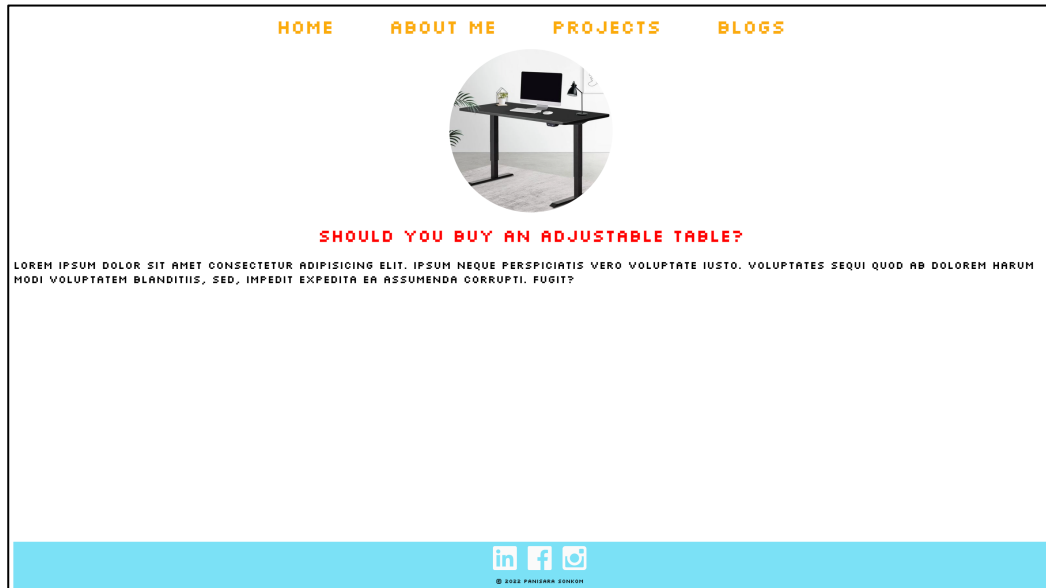 HOME ABOUT ME PROJECTS BLOGS
SHOULD YOU BUY AN ADJUSTABLE TABLE?
LOREM IPSUM DOLOR SIT AMET CONSECTETUR ADIPISICING ELIT. IPSUM NEQUE PERSPICIATIS VERO VOLUPTATE IUSTO. VOLUPTATES SEQUI QUOD AB DOLOREM HARUM
MODI VOLUPTATEM BLANDITIIS, SED, IMPEDIT EXPEDITA EA ASSUMENDA CORRUPTI. FUGIT?
in f
© 2022 PANISARA SONKOM